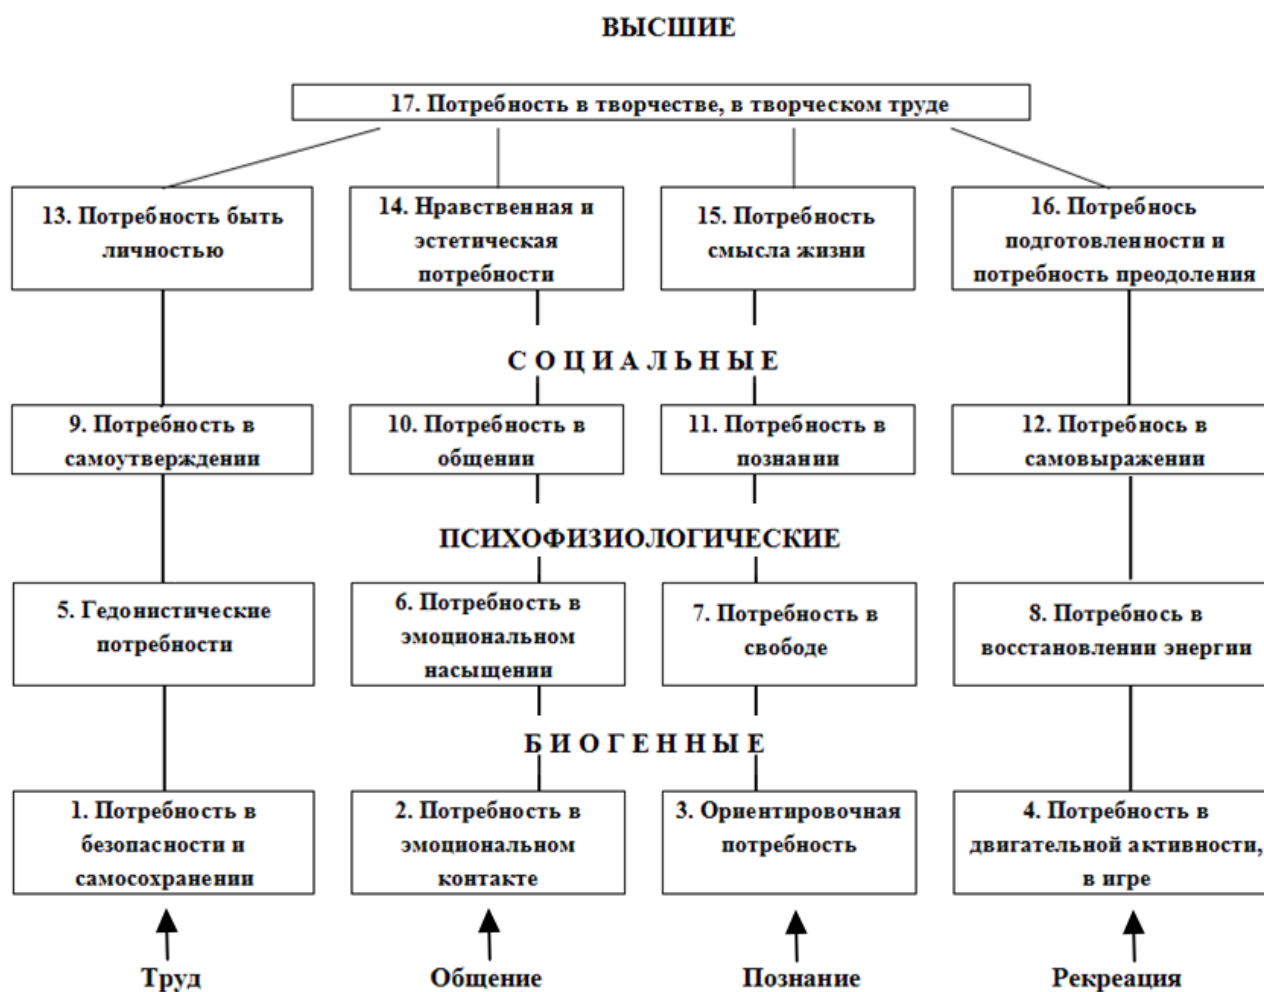 ВЫСШИЕ
17. Потребность в творчестве, в творческом труде
13. Потребность быть
личностью
14. Нравственная и
эстетическая
потребности
15. Потребность
смысла жизни
16. Потребнось
подготовленности и
потребность преодоления
СОЦИАЛЬНЫЕ
9. Потребность в
самоутверждении
10. Потребность в
общении
11. Потребность в
познании
12. Потребнось в
самовыражении
ПСИХОФИЗИОЛОГИЧЕСКИЕ
5. Гедонистические
потребности
6. Потребность в
эмоциональном
насыщении
7. Потребность в
свободе
8. Потребнось в
восстановлении энергии
БИОГЕННЫЕ
1. Потребность в
безопасности и
самосохранении
2. Потребность в
эмоциональном
контакте
3. Ориентировочная
потребность
4. Потребность в
двигательной активности,
в игре
Труд
Общение
Познание
Рекреация